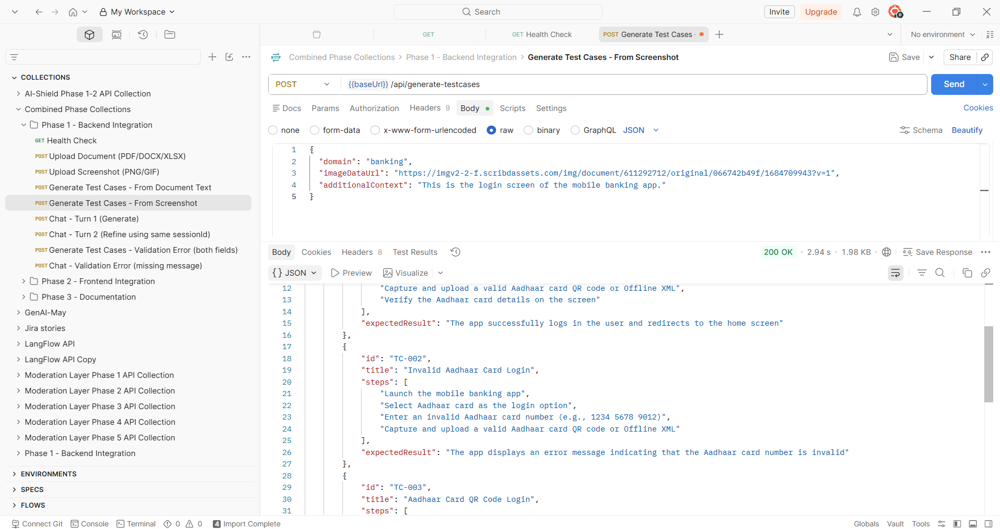 My Workspace
Search
Invite
Upgrade
D
GET
GET Health Check
POST Generate Test Cases ·
No environment
HTTP Combined Phase Collections > Phase 1 - Backend Integration > Generate Test Cases - From Screenshot
Save
Share
COLLECTIONS
AI-Shield Phase 1-2 API Collection
Combined Phase Collections
Phase 1 - Backend Integration
GET Health Check
POST Upload Document (PDF/DOCX/XLSX)
POST Upload Screenshot (PNG/GIF)
POST Generate Test Cases - From Document Text
POST Generate Test Cases - From Screenshot
POST Chat - Turn 1 (Generate)
POST Chat - Turn 2 (Refine using same sessionId)
POST Generate Test Cases - Validation Error (both fields)
POST Chat - Validation Error (missing message)
Phase 2 - Frontend Integration
Phase 3 - Documentation
GenAI-May
Jira stories
LangFlow API
LangFlow API Copy
Moderation Layer Phase 1 API Collection
Moderation Layer Phase 2 API Collection
Moderation Layer Phase 3 API Collection
Moderation Layer Phase 4 API Collection
Moderation Layer Phase 5 API Collection
Phase 1 - Backend Integration
ENVIRONMENTS
SPECS
FLOWS
POST
{{baseUrl}} /api/generate-testcases
Send
Docs Params Authorization Headers 9 Body Scripts Settings
Cookies
none form-data x-www-form-urlencoded raw binary GraphQL JSON
Schema
Beautify
1 {
2 "domain": "banking",
3 "imageDataUrl": "https://imgv2-2-f.scribdassets.com/img/document/611292712/original/066742b49f/1684709943?v=1",
4 "additionalContext": "This is the login screen of the mobile banking app."
5 }
Body Cookies Headers 8 Test Results
200 OK • 2.94 s • 1.98 KB
e.g. Save Response
{} JSON Preview Visualize
12 "Capture and upload a valid Aadhaar card QR code or Offline XML",
13 "Verify the Aadhaar card details on the screen"
14 ],
15 "expectedResult": "The app successfully logs in the user and redirects to the home screen"
16 },
17 {
18 "id": "TC-002",
19 "title": "Invalid Aadhaar Card Login",
20 "steps": [
21 "Launch the mobile banking app",
22 "Select Aadhaar card as the login option",
23 "Enter an invalid Aadhaar card number (e.g., 1234 5678 9012)",
24 "Capture and upload a valid Aadhaar card QR code or Offline XML"
25 ],
26 "expectedResult": "The app displays an error message indicating that the Aadhaar card number is invalid"
27 },
28 {
29 "id": "TC-003",
30 "title": "Aadhaar Card QR Code Login",
31 "steps": [
Connect Git Console Terminal 0 0 4 Import Complete
Globals Vault Tools